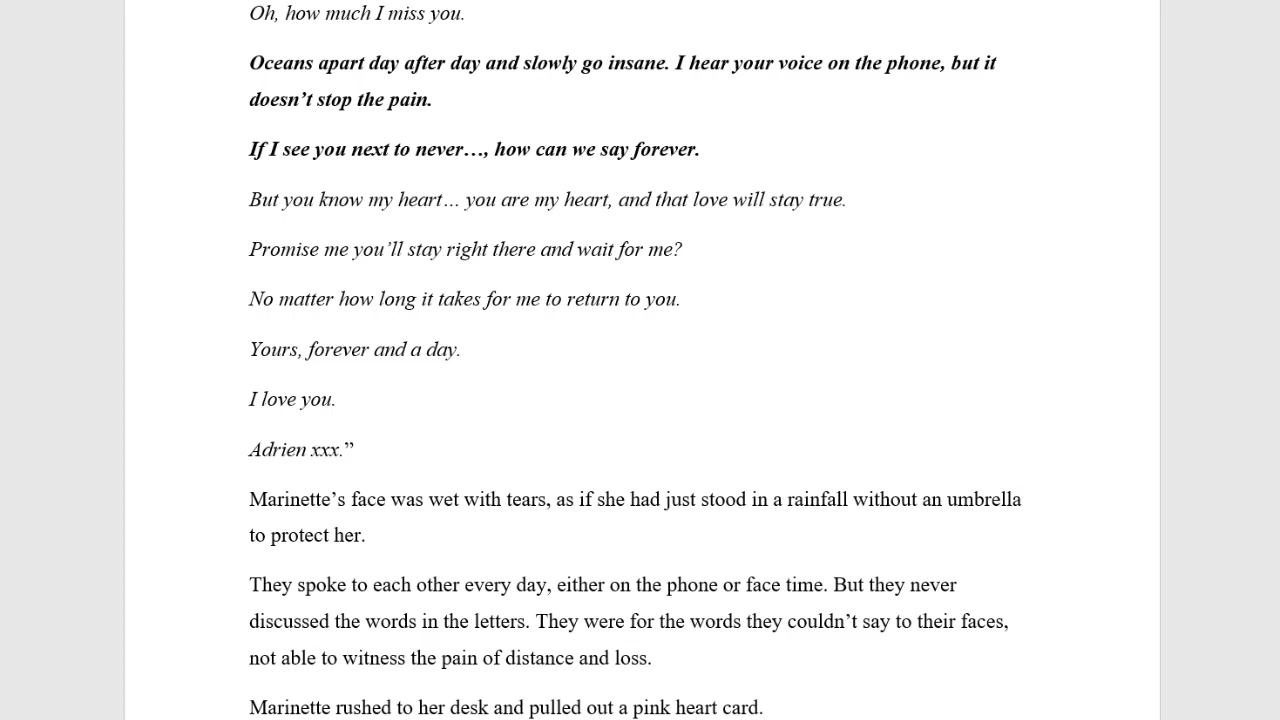 Oh, how much I miss you.
Oceans apart day after day and slowly go insane. I hear your voice on the phone, but it
doesn’t stop the pain.
If I see you next to never…, how can we say forever.
But you know my heart… you are my heart, and that love will stay true.
Promise me you’ll stay right there and wait for me?
No matter how long it takes for me to return to you.
Yours, forever and a day.
I love you.
Adrien xxx.”
Marinette’s face was wet with tears, as if she had just stood in a rainfall without an umbrella
to protect her.
They spoke to each other every day, either on the phone or face time. But they never
discussed the words in the letters. They were for the words they couldn’t say to their faces,
not able to witness the pain of distance and loss.
Marinette rushed to her desk and pulled out a pink heart card.